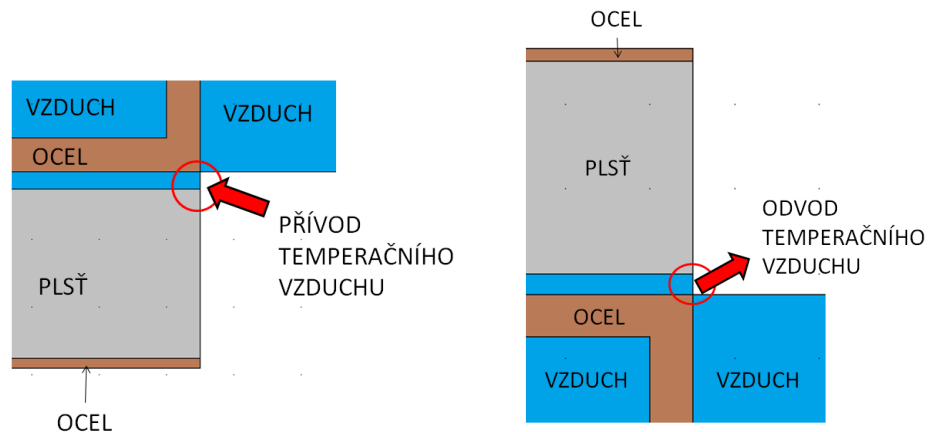 VZDUCH
VZDUCH
OCEL
PŘÍVOD
TEMPERAČNÍHO
VZDUCHU
PLSŤ
OCEL
OCEL
PLSŤ
ODVOD
TEMPERAČNÍHO
VZDUCHU
OCEL
VZDUCH
VZDUCH